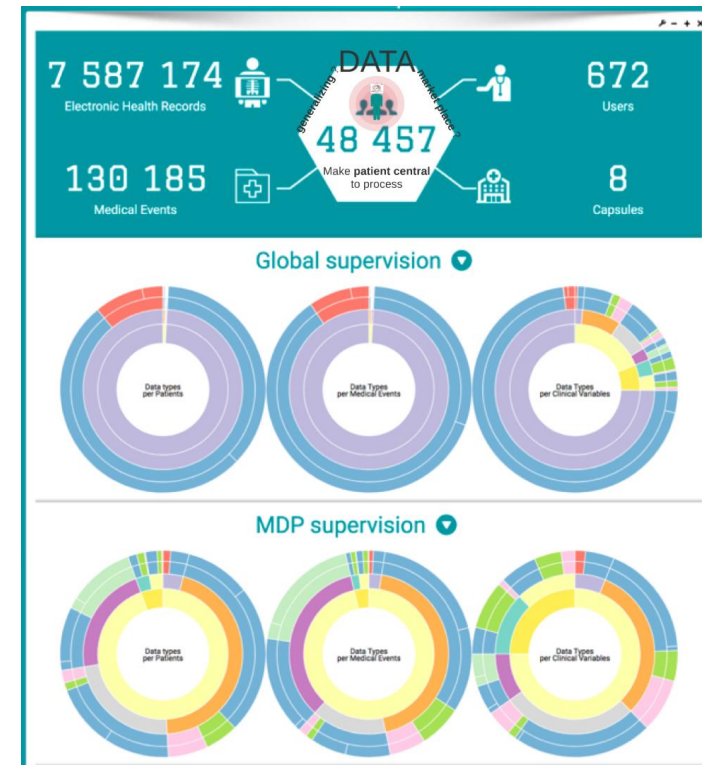 7 587 174
Electronic Health Records
130 185
Medical Events
generalizing ?
DATA
market place ?
48 457
Make patient central
to process
672
Users
8
Capsules
Global supervision
Data types
per Patients
Data Types
per Medical Events
Data Types
per Clinical Variables
MDP supervision
Data types
per Patients
Data Types
per Medical Events
Data Types
per Clinical Variables